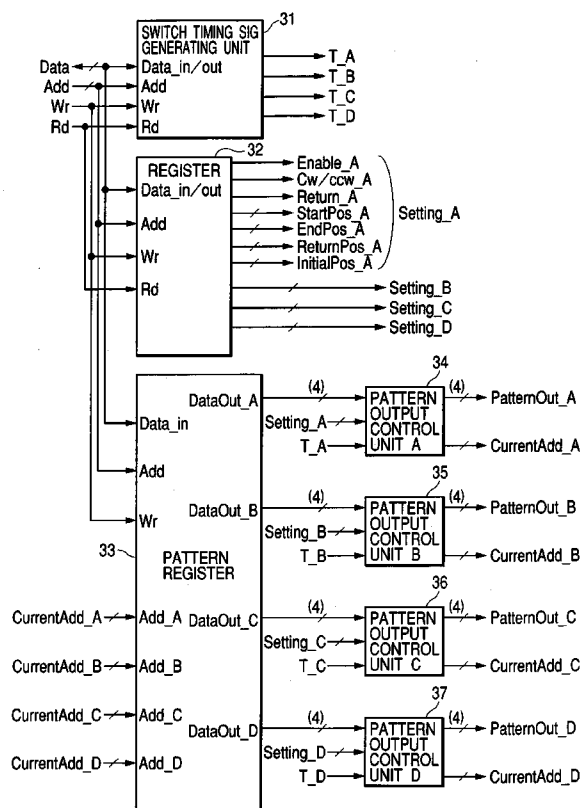 31
SWITCH TIMING SIG
GENERATING UNIT
Data
Data_in/out
T_A
Add
Add
T_B
Wr
Wr
T_C
Rd
Rd
T_D
32
REGISTER
Enable_A
Data_in/out
Cw/ccw_A
Return_A
Add
StartPos_A
Setting_A
EndPos_A
Wr
ReturnPos_A
InitialPos_A
Rd
Setting_B
Setting_C
Setting_D
34
DataOut_A
(4)
PATTERN
OUTPUT
CONTROL
UNIT A
(4)
PatternOut_A
Data_in
Setting_A
T_A
CurrentAdd_A
Add
35
DataOut_B
(4)
PATTERN
OUTPUT
CONTROL
UNIT B
(4)
PatternOut_B
Wr
Setting_B
33
T_B
CurrentAdd_B
PATTERN
REGISTER
36
CurrentAdd_A
Add_A
DataOut_C
(4)
PATTERN
OUTPUT
CONTROL
UNIT C
(4)
PatternOut_C
Setting_C
CurrentAdd_B
Add_B
T_C
CurrentAdd_C
CurrentAdd_C
Add_C
37
DataOut_D
(4)
PATTERN
OUTPUT
CONTROL
UNIT D
(4)
PatternOut_D
CurrentAdd_D
Add_D
Setting_D
T_D
CurrentAdd_D